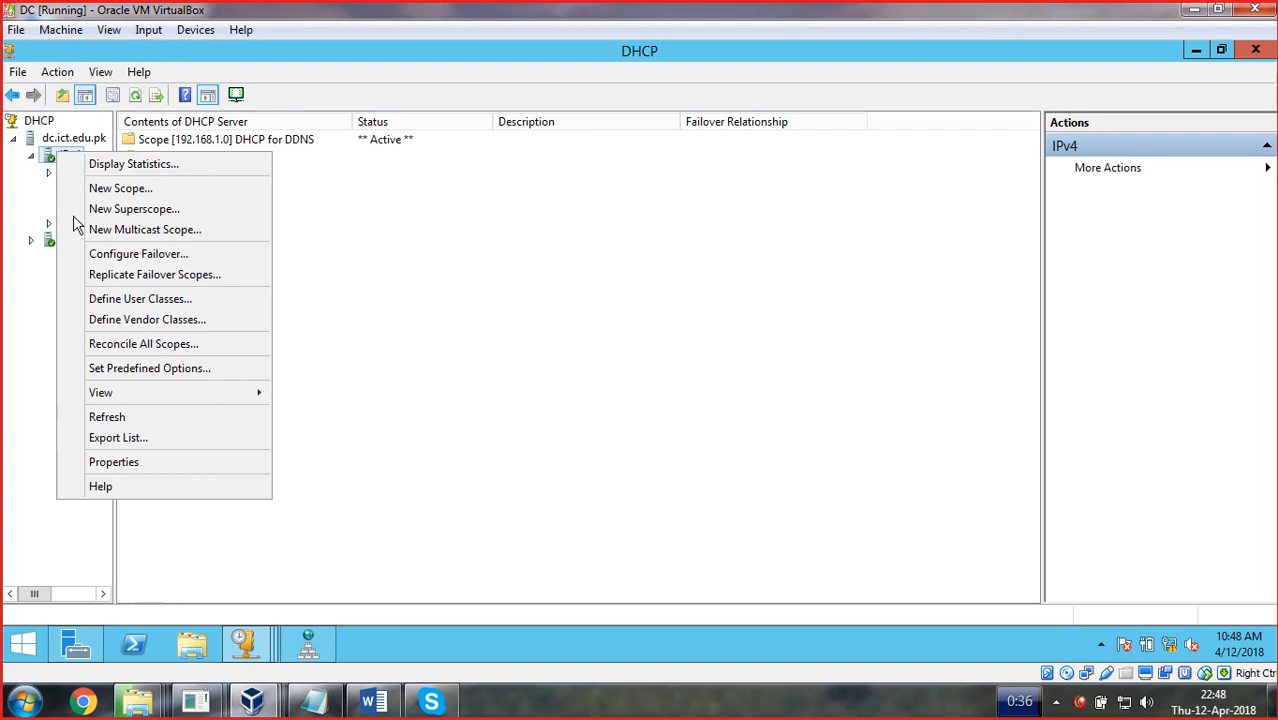 DC [Running] - Oracle VM VirtualBox
File Machine View Input Devices Help
DHCP
File Action View Help
DHCP
dc.ict.edu.pk
Contents of DHCP Server Status Description Failover Relationship
Scope [192.168.1.0] DHCP for DDNS ** Active **
Display Statistics...
New Scope...
New Superscope...
New Multicast Scope...
Configure Failover...
Replicate Failover Scopes...
Define User Classes...
Define Vendor Classes...
Reconcile All Scopes...
Set Predefined Options...
View
Refresh
Export List...
Properties
Help
Actions
IPv4
More Actions
10:48 AM
4/12/2018
Right Ctrl
0:36
22:48
Thu-12-Apr-2018